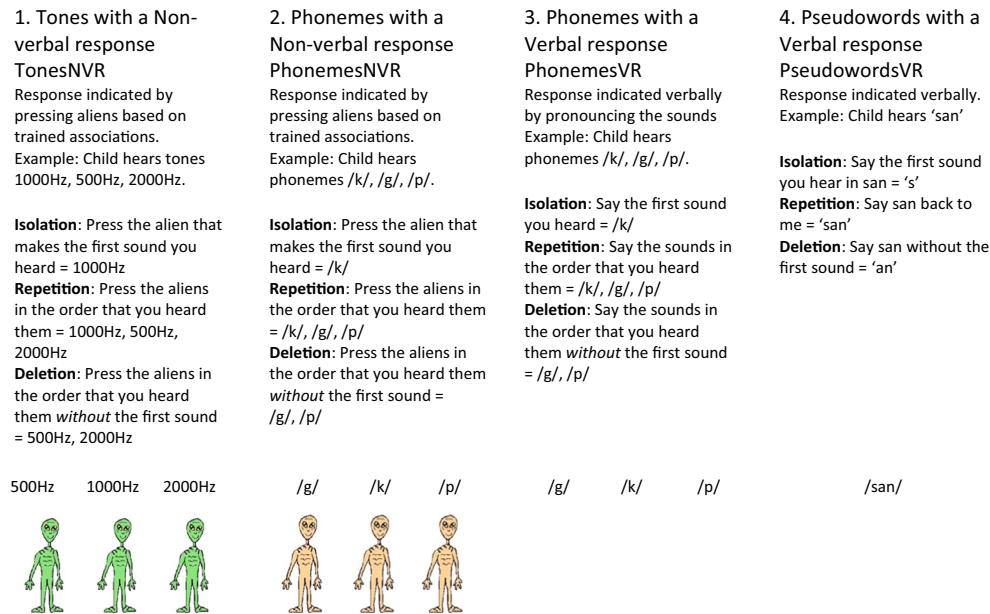 1. Tones with a Non-
verbal response
TonesNVR
Response indicated by
pressing aliens based on
trained associations.
Example: Child hears tones
1000Hz, 500Hz, 2000Hz.
Isolation: Press the alien that
makes the first sound you
heard = 1000Hz
Repetition: Press the aliens
in the order that you heard
them = 1000Hz, 500Hz,
2000Hz
Deletion: Press the aliens in
the order that you heard
them without the first sound
= 500Hz, 2000Hz
500Hz 1000Hz 2000Hz
2. Phonemes with a
Non-verbal response
PhonemesNVR
Response indicated by
pressing aliens based on
trained associations.
Example: Child hears
phonemes /k/, /g/, /p/.
Isolation: Press the alien that
makes the first sound you
heard = /k/
Repetition: Press the aliens in
the order that you heard them
= /k/, /g/, /p/
Deletion: Press the aliens in
the order that you heard them
without the first sound =
/g/, /p/
/g/ /k/ /p/
3. Phonemes with a
Verbal response
PhonemesVR
Response indicated verbally
by pronouncing the sounds
Example: Child hears
phonemes /k/, /g/, /p/.
Isolation: Say the first sound
you heard = /k/
Repetition: Say the sounds in
the order that you heard
them = /k/, /g/, /p/
Deletion: Say the sounds in
the order that you heard
them without the first sound
= /g/, /p/
/g/ /k/ /p/
4. Pseudowords with a
Verbal response
PseudowordsVR
Response indicated verbally.
Example: Child hears ‘san’
Isolation: Say the first sound
you hear in san = ‘s’
Repetition: Say san back to
me = ‘san’
Deletion: Say san without the
first sound = ‘an’
/san/